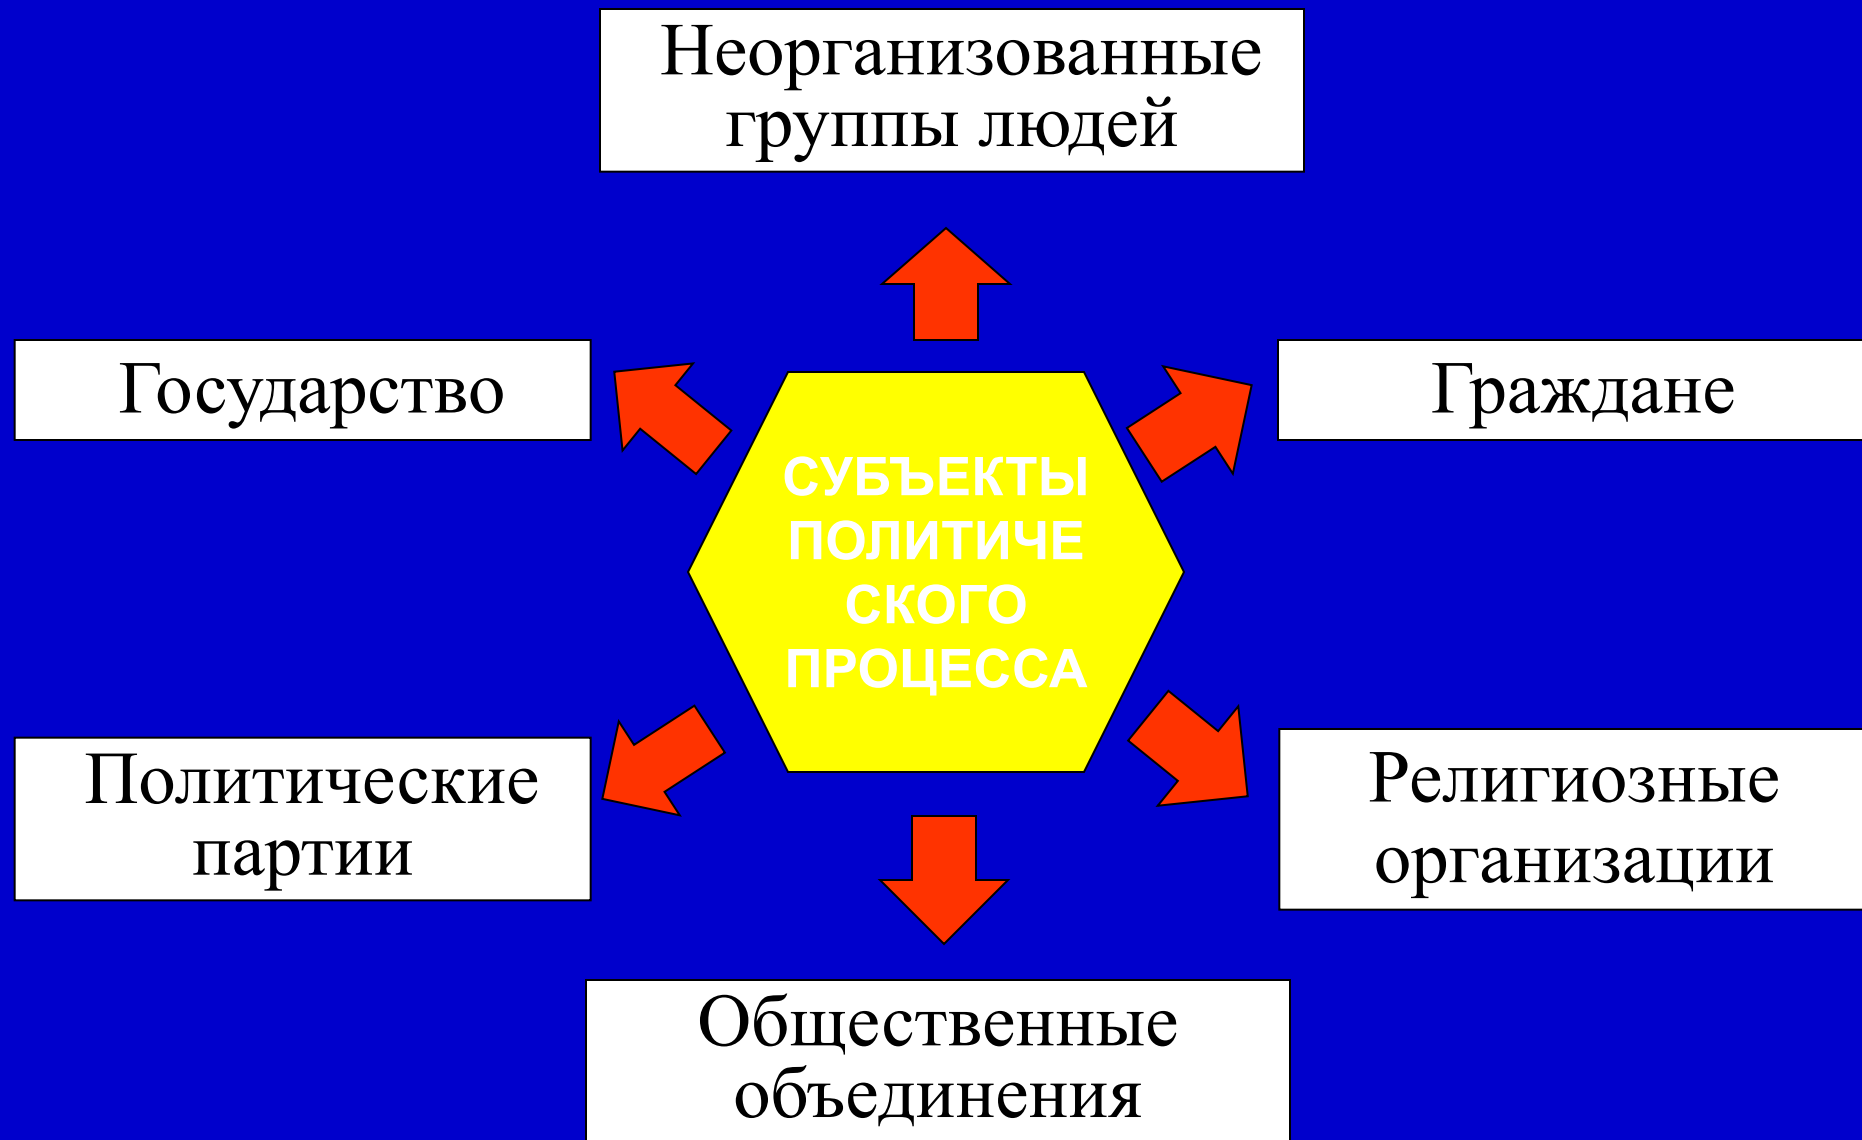 Неорганизованные
группы людей
Государство
Граждане
СУБЪЕКТЫ
ПОЛИТИЧЕ
СКОГО
ПРОЦЕССА
Политические
партии
Религиозные
организации
Общественные
объединения